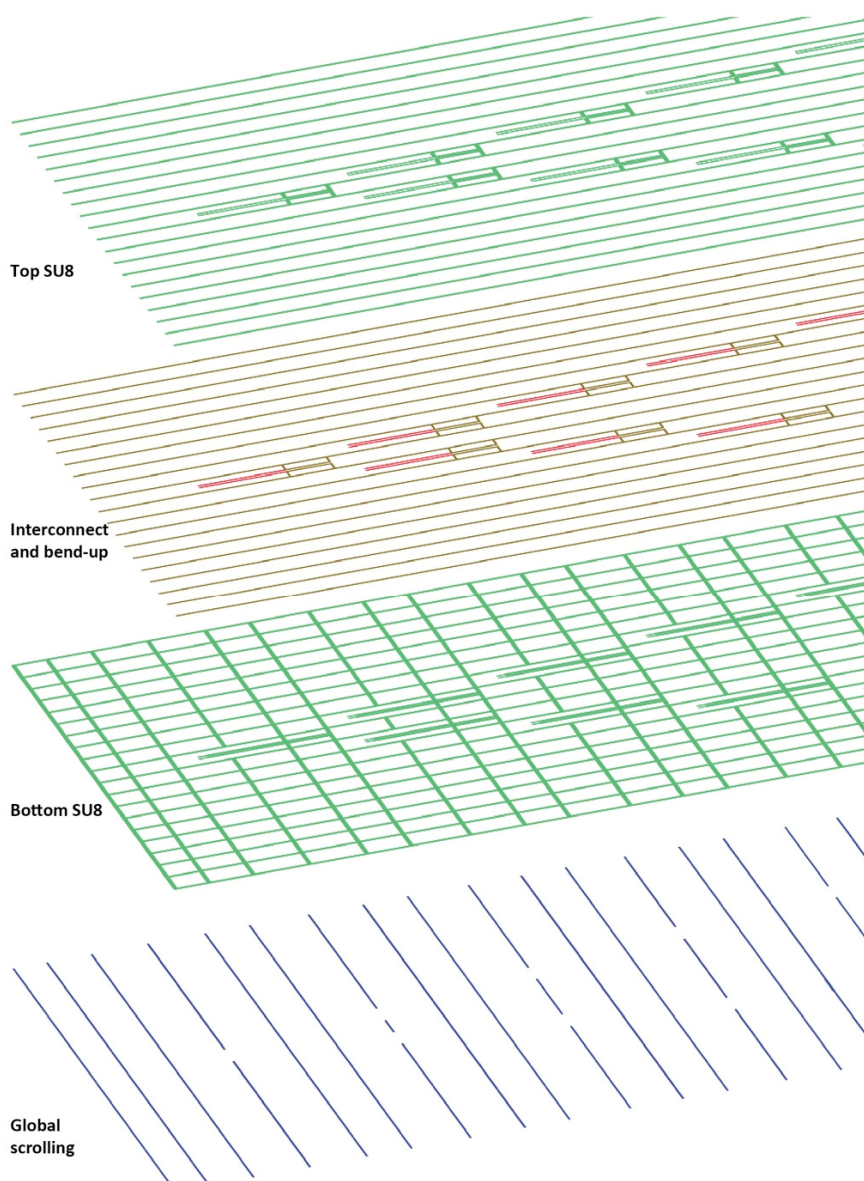 Top SU8
Interconnect
and bend-up
Bottom SU8
Global
scrolling